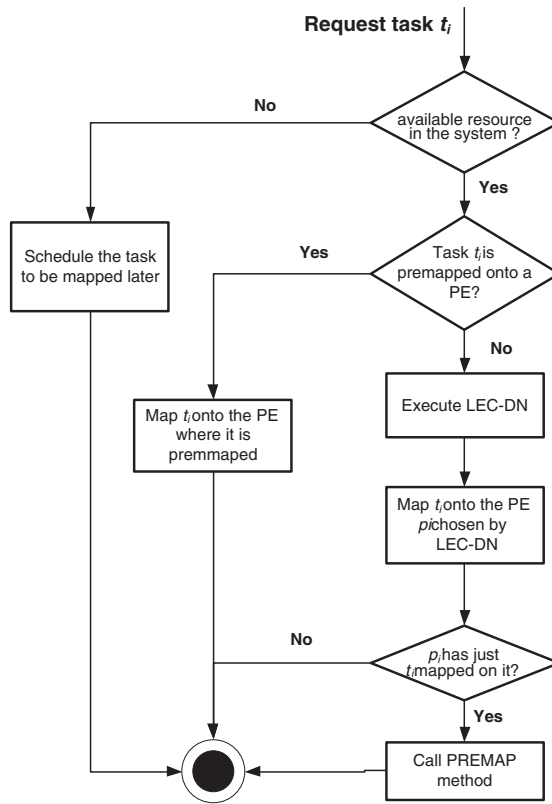 Request task ti
No
available resource
in the system ?
Yes
Schedule the task
to be mapped later
Yes
Task ti is
premapped onto a
PE?
No
Map ti onto the PE
where it is
premmaped
Execute LEC-DN
Map ti onto the PE
pi chosen by
LEC-DN
No
pi has just
ti mapped on it?
Yes
Call PREMAP
method